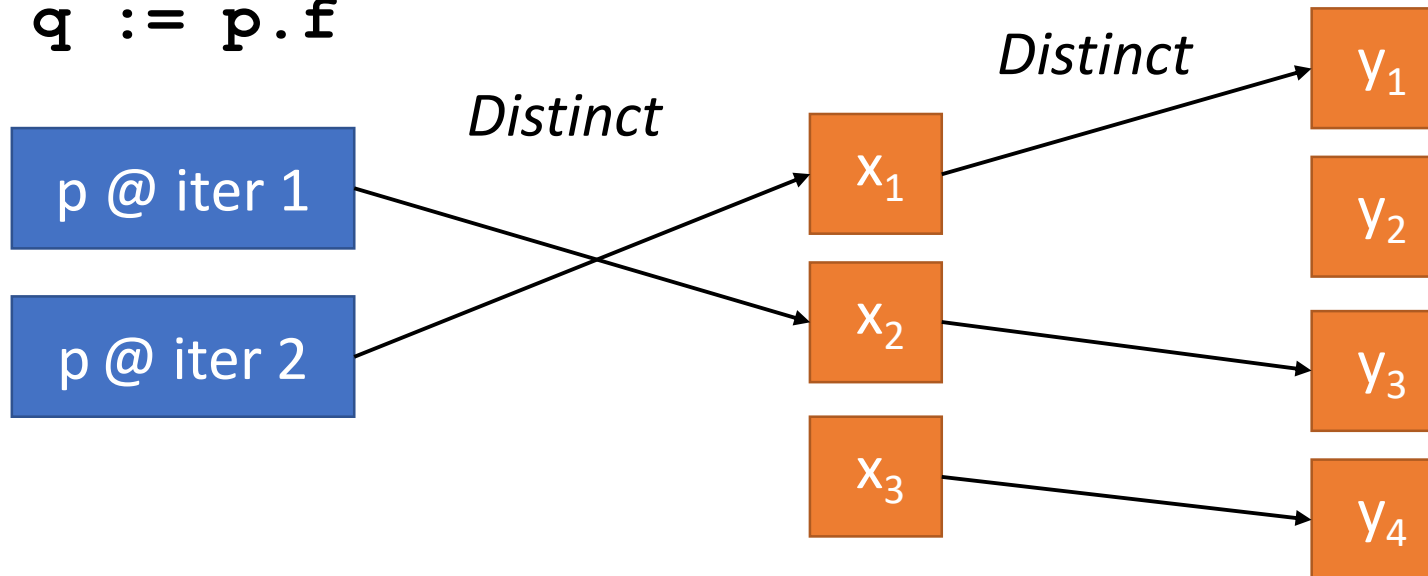 q := p.f
Distinct
Distinct
p @ iter 1
p @ iter 2
x₁
x₂
x₃
y₁
y₂
y₃
y₄